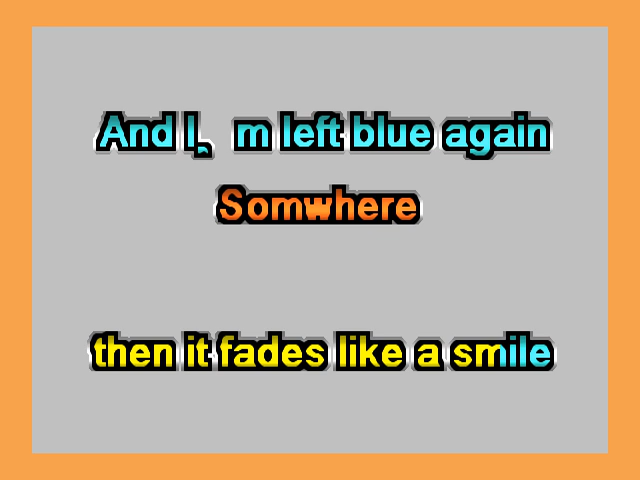 And I, m left blue again
Somwhere
then it fades like a smile